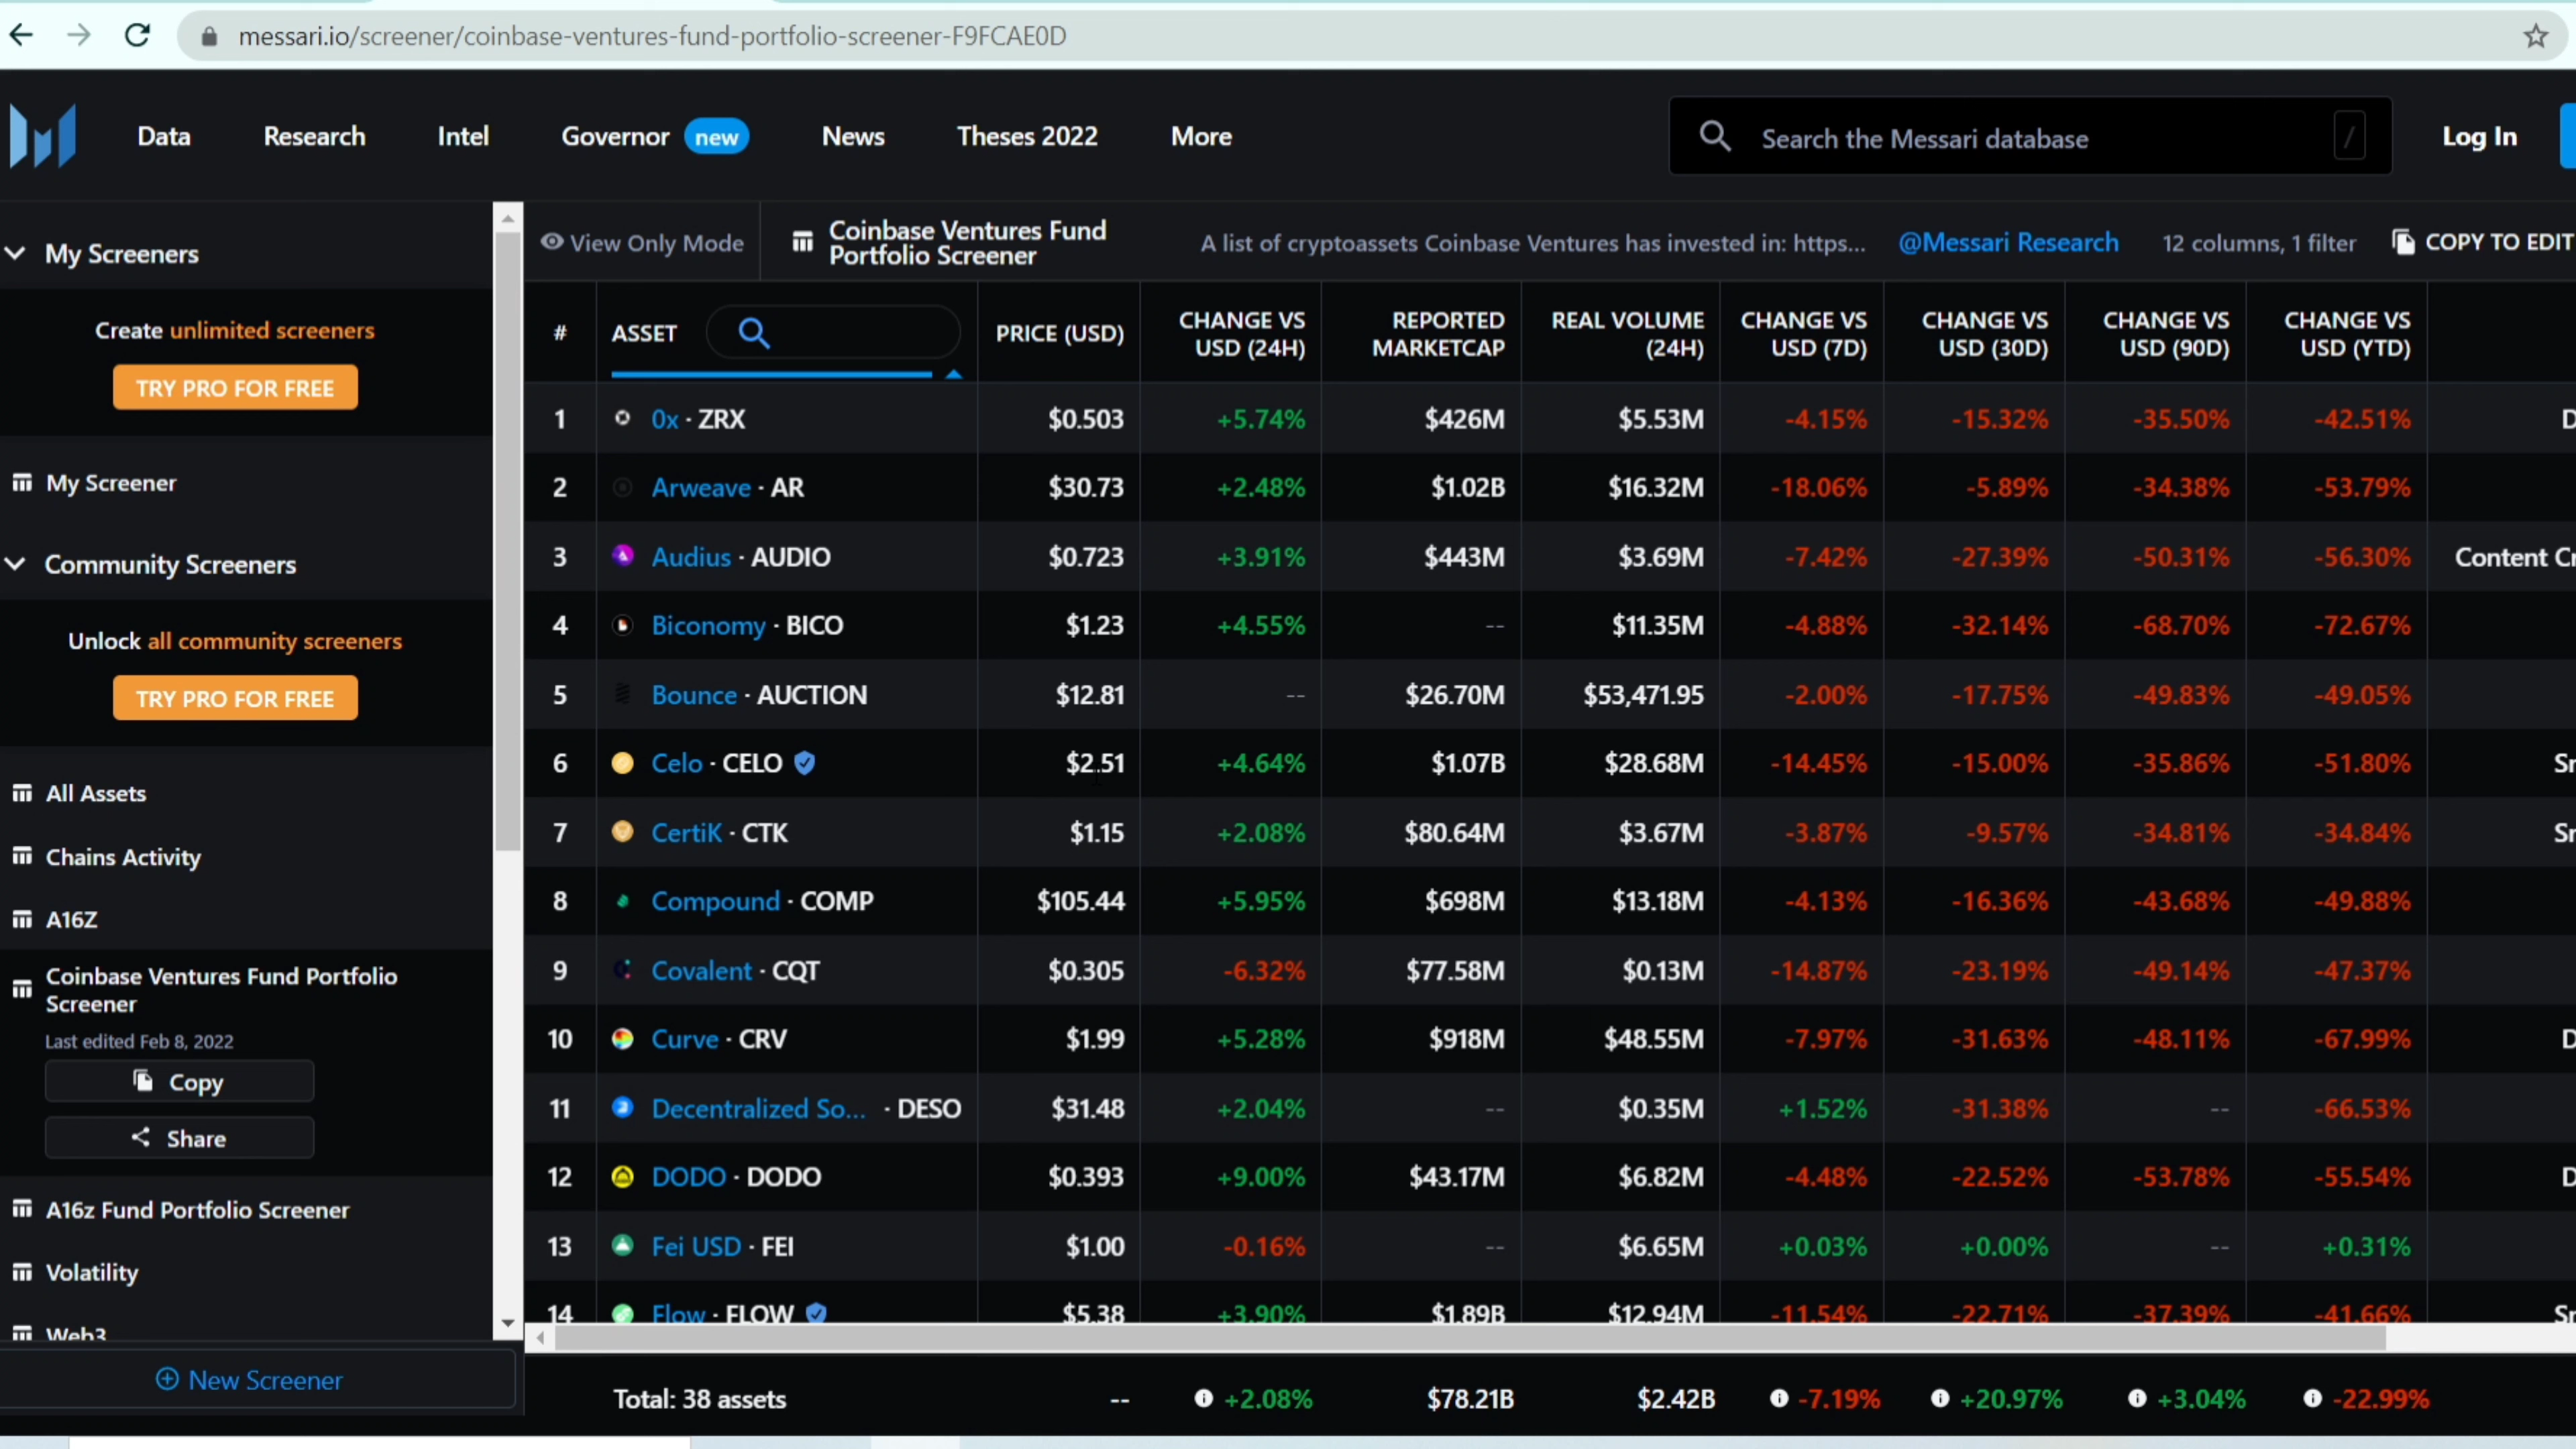 messari.io/screener/coinbase-ventures-fund-portfolio-screener-F9FCAE0D
Data Research Intel Governor new News Theses 2022 More Search the Messari database / Log In
My Screeners
Create unlimited screeners
TRY PRO FOR FREE
My Screener
Community Screeners
Unlock all community screeners
TRY PRO FOR FREE
All Assets
Chains Activity
A16Z
Coinbase Ventures Fund Portfolio
Screener
Last edited Feb 8, 2022
Copy
Share
A16z Fund Portfolio Screener
Volatility
Web3
New Screener
View Only Mode
Coinbase Ventures Fund
Portfolio Screener
A list of cryptoassets Coinbase Ventures has invested in: https... @Messari Research 12 columns, 1 filter COPY TO EDIT
# ASSET PRICE (USD) CHANGE VS USD (24H) REPORTED MARKETCAP REAL VOLUME (24H) CHANGE VS USD (7D) CHANGE VS USD (30D) CHANGE VS USD (90D) CHANGE VS USD (YTD)
1 0x · ZRX $0.503 +5.74% $426M $5.53M -4.15% -15.32% -35.50% -42.51% D
2 Arweave · AR $30.73 +2.48% $1.02B $16.32M -18.06% -5.89% -34.38% -53.79%
3 Audius · AUDIO $0.723 +3.91% $443M $3.69M -7.42% -27.39% -50.31% -56.30% Content Cr
4 Biconomy · BICO $1.23 +4.55% -- $11.35M -4.88% -32.14% -68.70% -72.67%
5 Bounce · AUCTION $12.81 -- $26.70M $53,471.95 -2.00% -17.75% -49.83% -49.05%
6 Celo · CELO $2.51 +4.64% $1.07B $28.68M -14.45% -15.00% -35.86% -51.80% Sm
7 CertiK · CTK $1.15 +2.08% $80.64M $3.67M -3.87% -9.57% -34.81% -34.84% Sm
8 Compound · COMP $105.44 +5.95% $698M $13.18M -4.13% -16.36% -43.68% -49.88%
9 Covalent · CQT $0.305 -6.32% $77.58M $0.13M -14.87% -23.19% -49.14% -47.37%
10 Curve · CRV $1.99 +5.28% $918M $48.55M -7.97% -31.63% -48.11% -67.99% D
11 Decentralized So... · DESO $31.48 +2.04% -- $0.35M +1.52% -31.38% -- -66.53%
12 DODO · DODO $0.393 +9.00% $43.17M $6.82M -4.48% -22.52% -53.78% -55.54% D
13 Fei USD · FEI $1.00 -0.16% -- $6.65M +0.03% +0.00% -- +0.31%
14 Flow · FLOW $5.38 +3.90% $1.89B $12.94M -11.54% -22.71% -37.39% -41.66% Sm
Total: 38 assets -- +2.08% $78.21B $2.42B -7.19% +20.97% +3.04% -22.99%